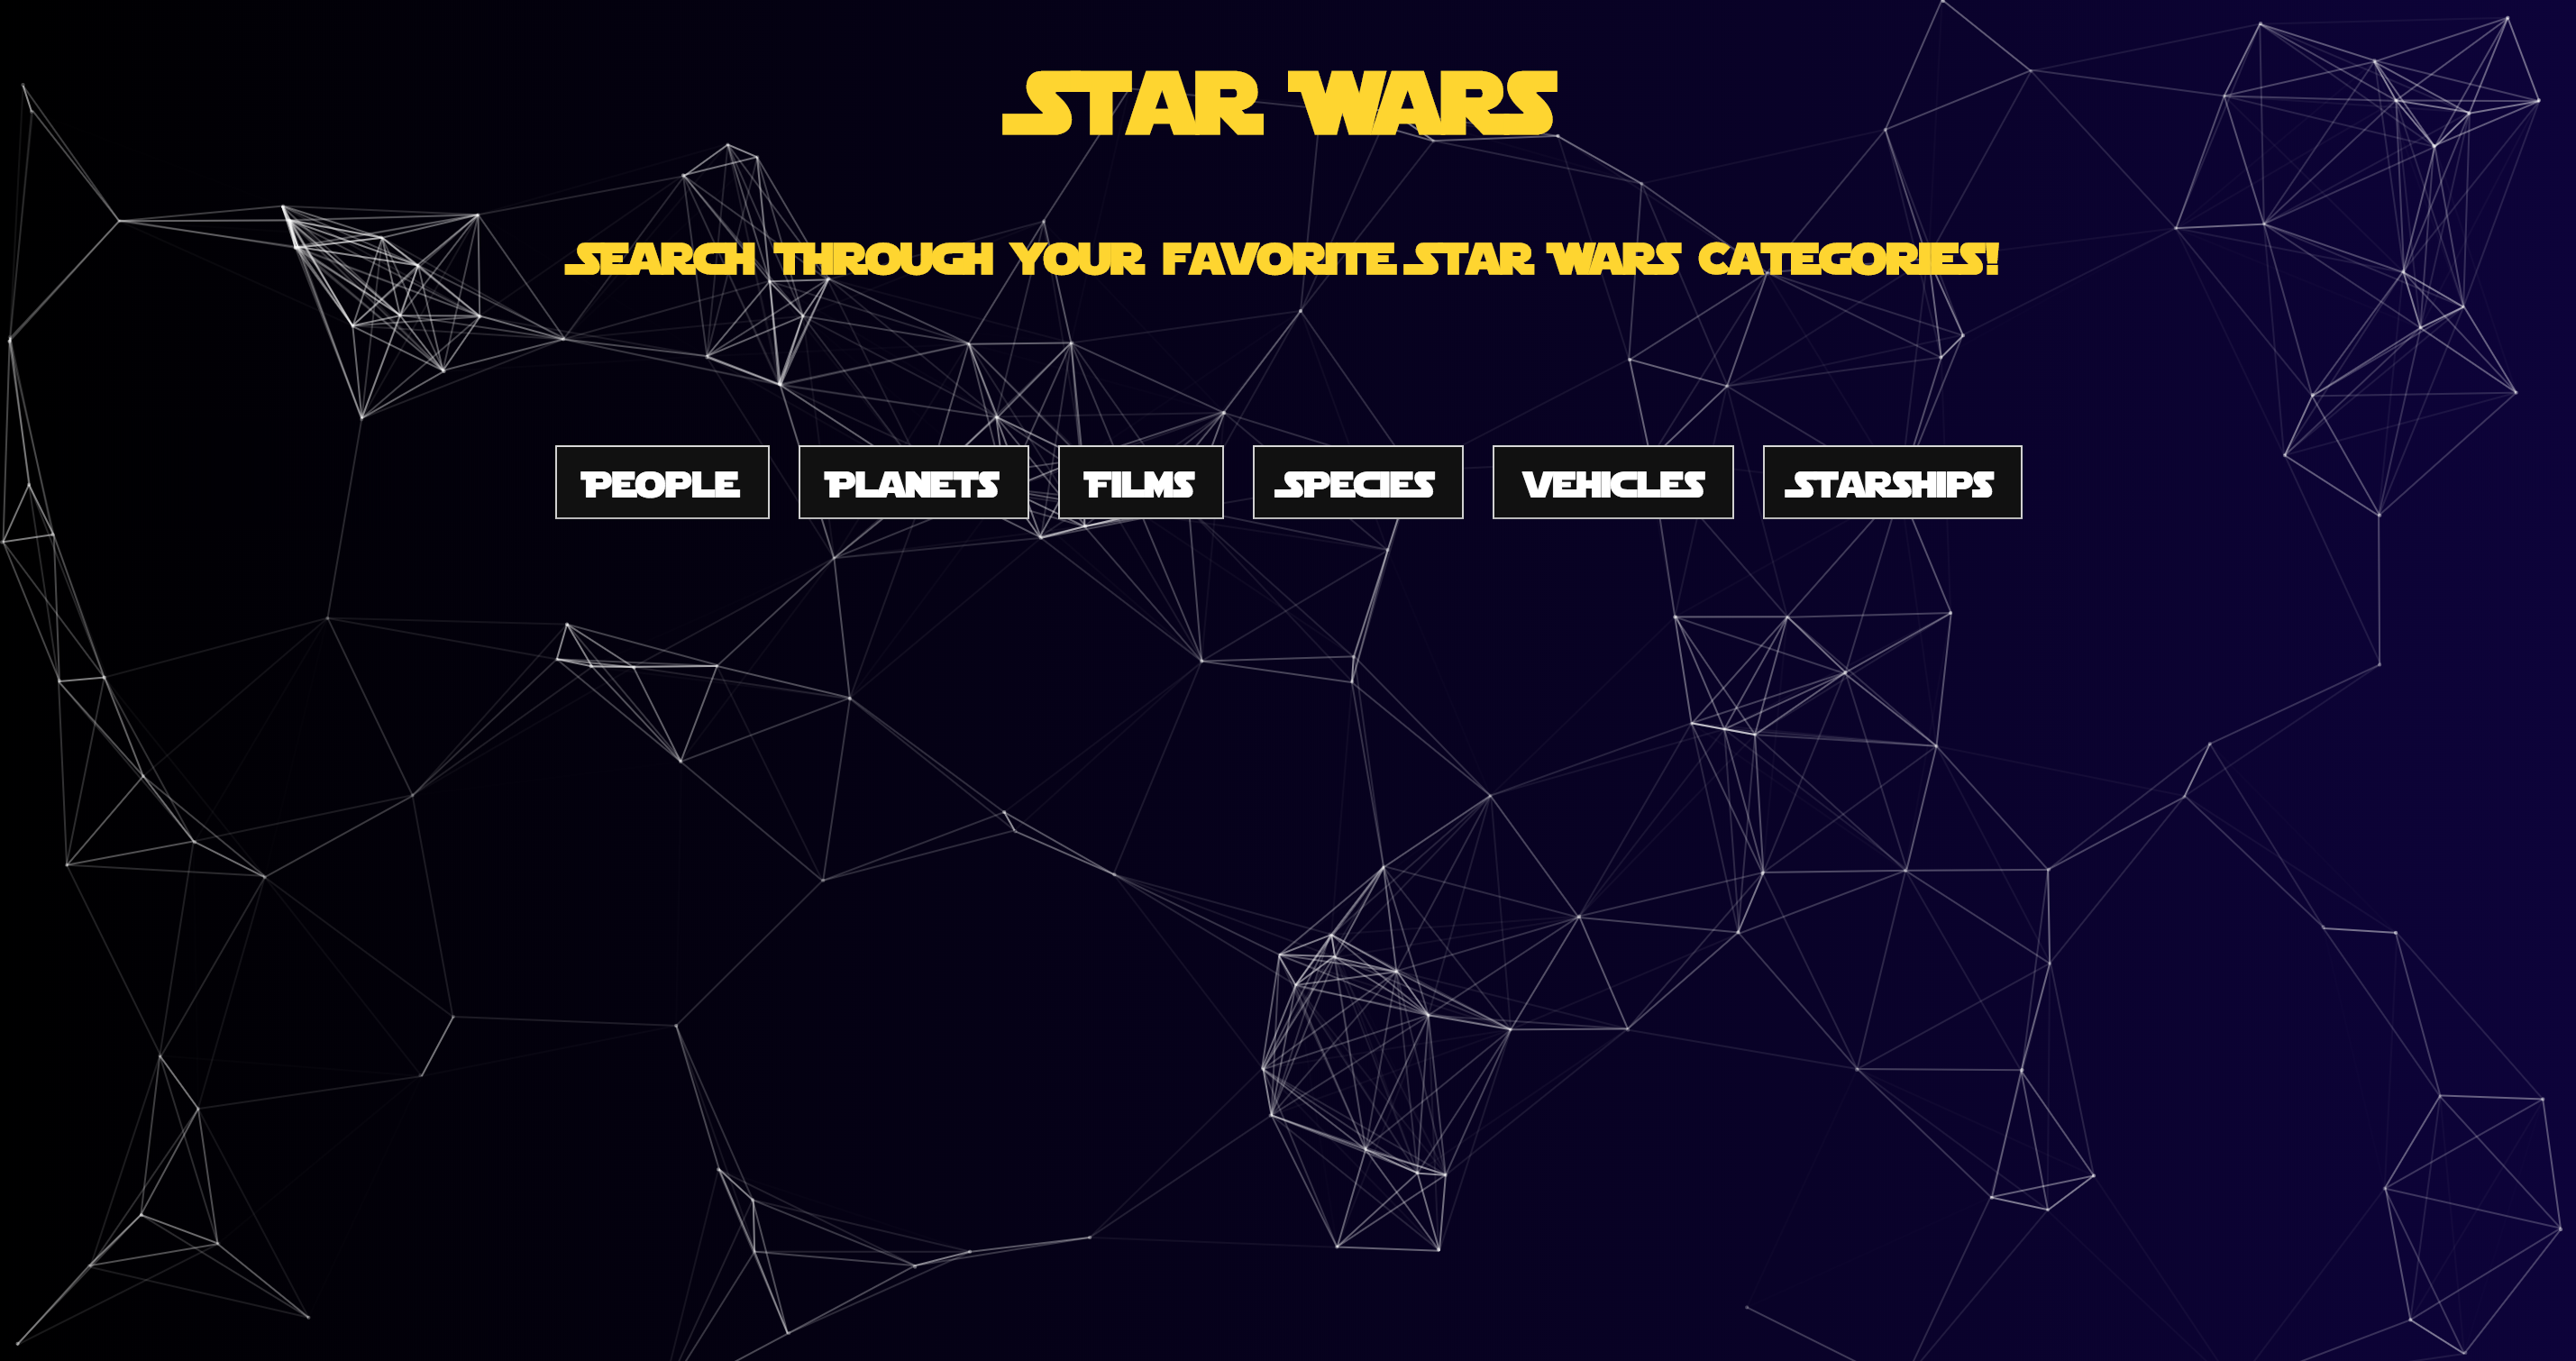 STAR WARS
SEARCH THROUGH YOUR FAVORITE STAR WARS CATEGORIES!
PEOPLE PLANETS FILMS SPECIES VEHICLES STARSHIPS